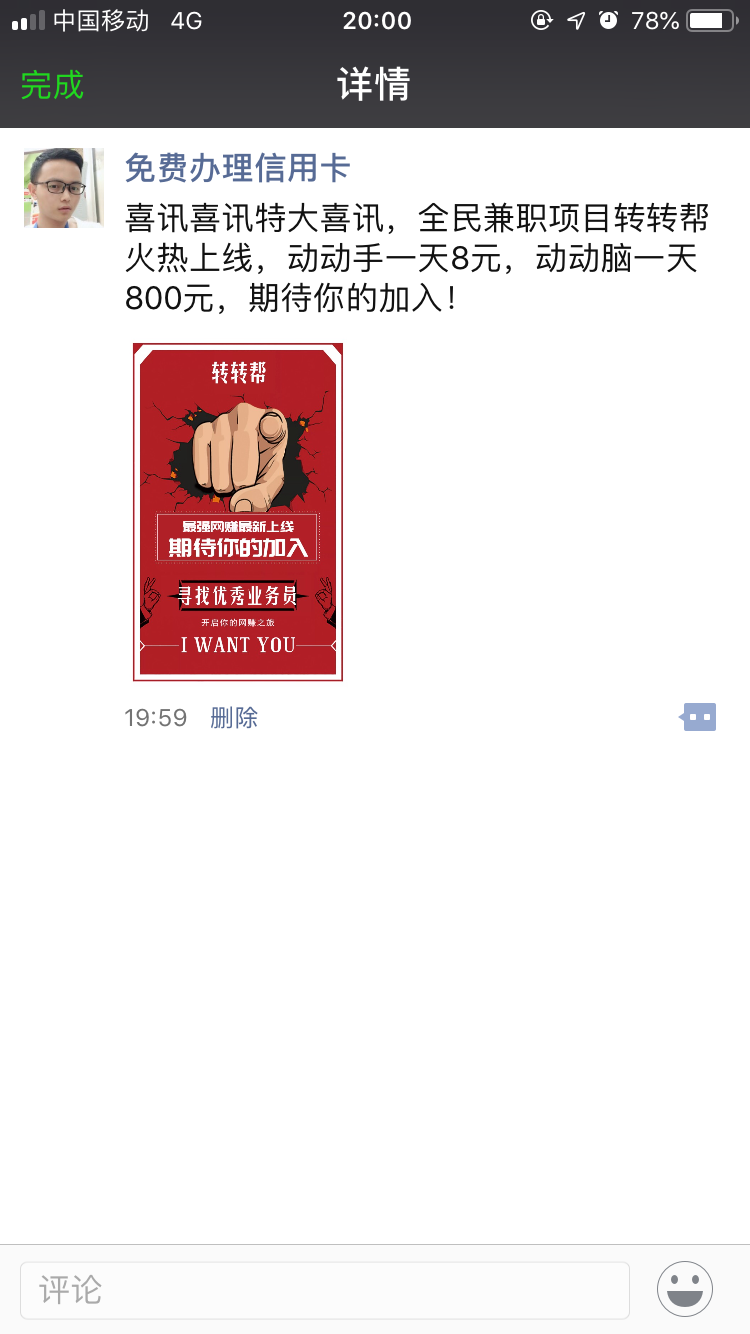 中国移动 4G 20:00 78%
完成 详情
免费办理信用卡
喜讯喜讯特大喜讯，全民兼职项目转转帮
火热上线，动动手一天8元，动动脑一天
800元，期待你的加入！
转转帮
最强网赚最新上线
期待你的加入
寻找优秀业务员
开启你的网赚之旅
I WANT YOU
19:59 删除
评论